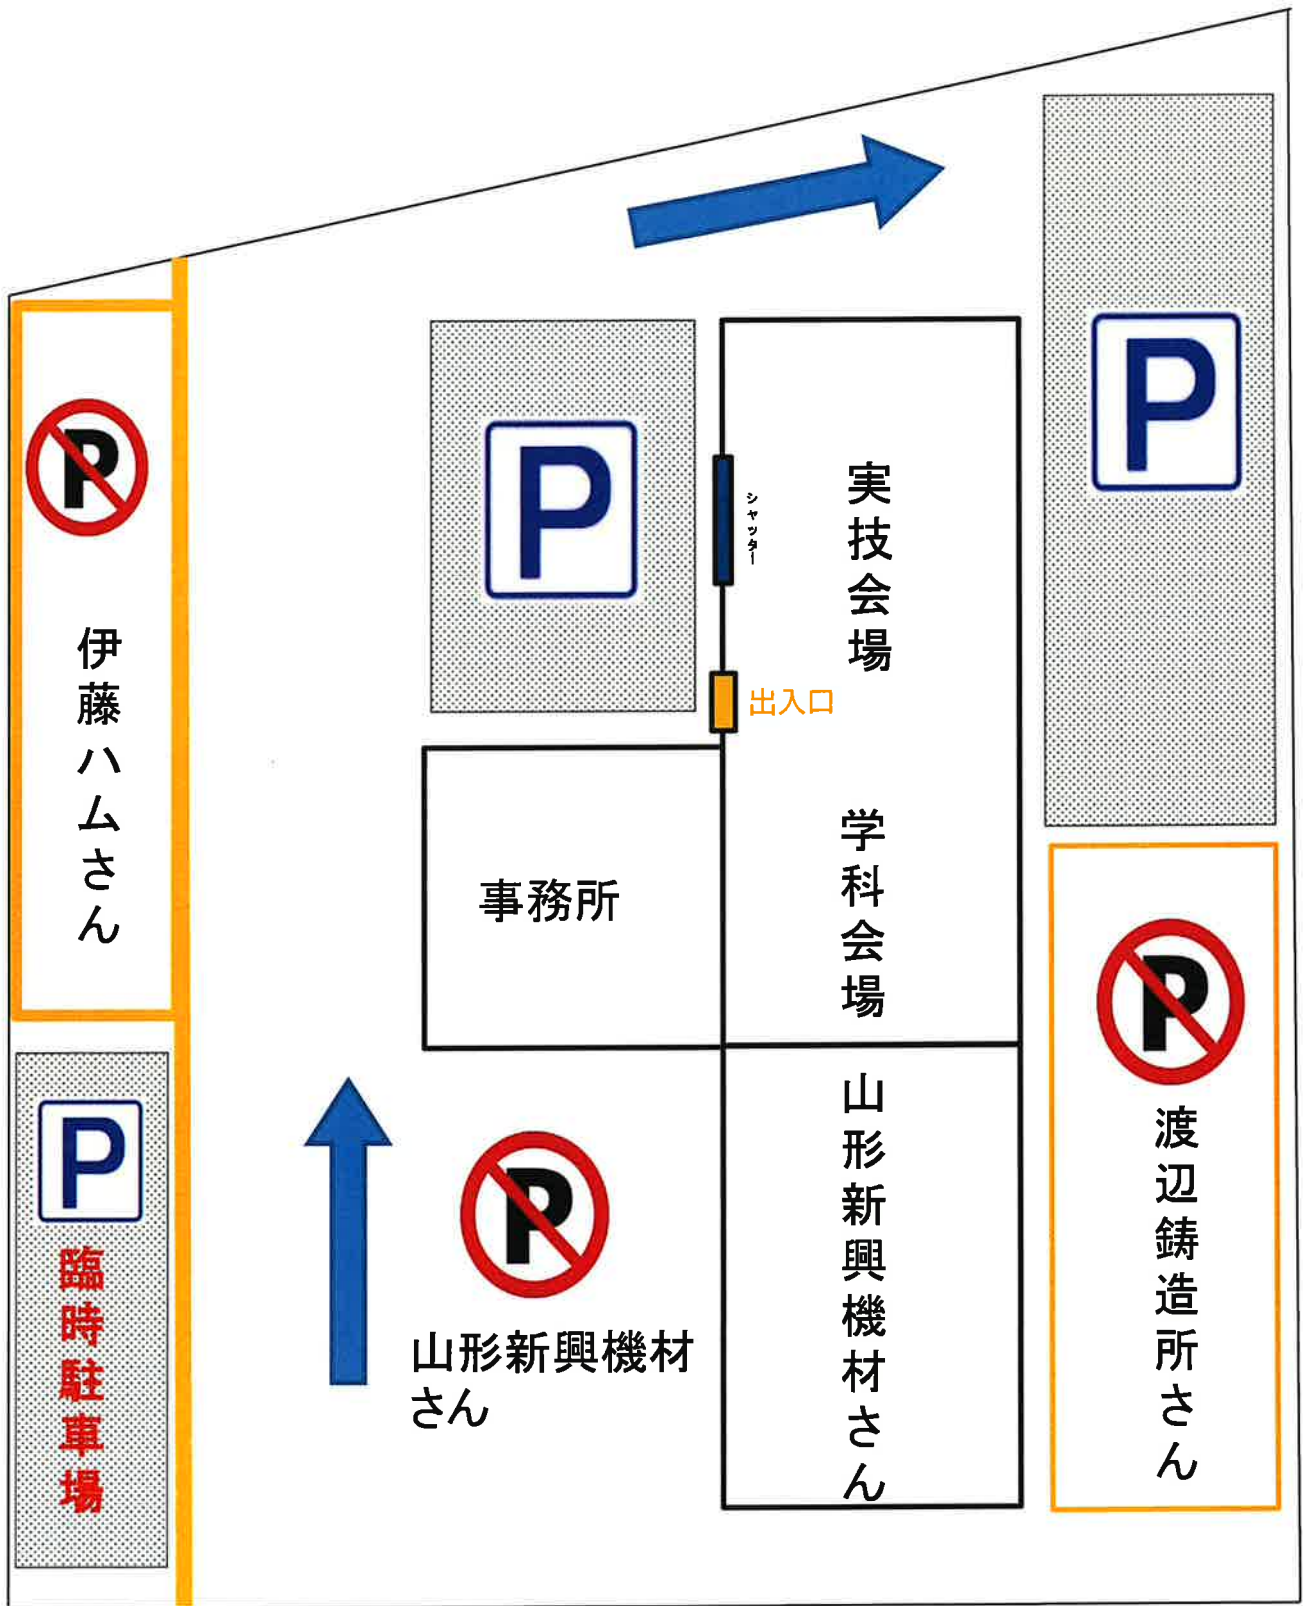 P
P
P
実技会場
シャッター
出入口
伊藤ハムさん
学科会場
事務所
P
P
臨時駐車場
P
山形新興機材
さん
山形新興機材さん
渡辺鋳造所さん